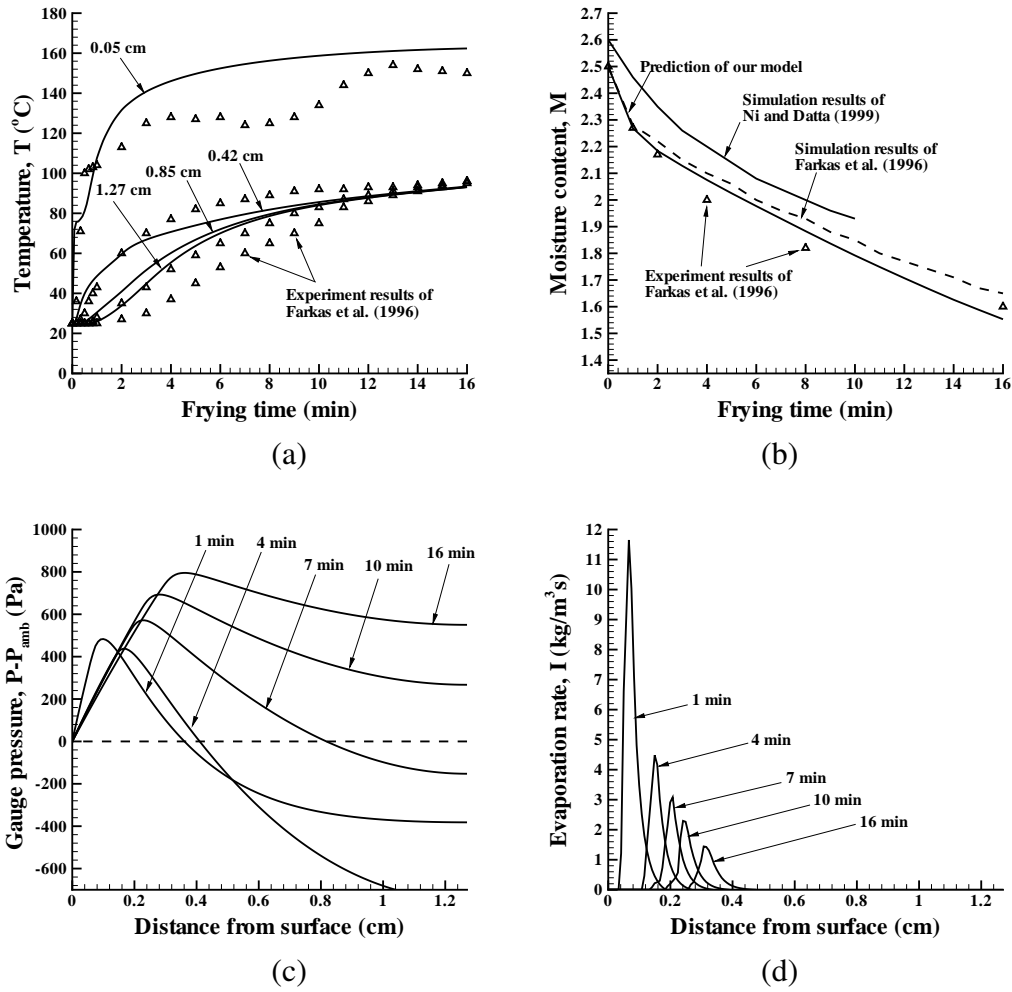 180
160
140
120
100
80
60
40
20
0
Temperature, T (°C)
0.05 cm
0.42 cm
0.85 cm
1.27 cm
Experiment results of
Farkas et al. (1996)
0 2 4 6 8 10 12 14 16
Frying time (min)
(a)
2.7
2.6
2.5
2.4
2.3
2.2
2.1
2
1.9
1.8
1.7
1.6
1.5
1.4
Moisture content, M
Prediction of our model
Simulation results of
Ni and Datta (1999)
Simulation results of
Farkas et al. (1996)
Experiment results of
Farkas et al. (1996)
0 2 4 6 8 10 12 14 16
Frying time (min)
(b)
1000
800
600
400
200
0
-200
-400
-600
Gauge pressure, P-Pamb (Pa)
1 min
4 min
7 min
10 min
16 min
0 0.2 0.4 0.6 0.8 1 1.2
Distance from surface (cm)
(c)
12
11
10
9
8
7
6
5
4
3
2
1
0
Evaporation rate, I (kg/m³s)
1 min
4 min
7 min
10 min
16 min
0 0.2 0.4 0.6 0.8 1 1.2
Distance from surface (cm)
(d)